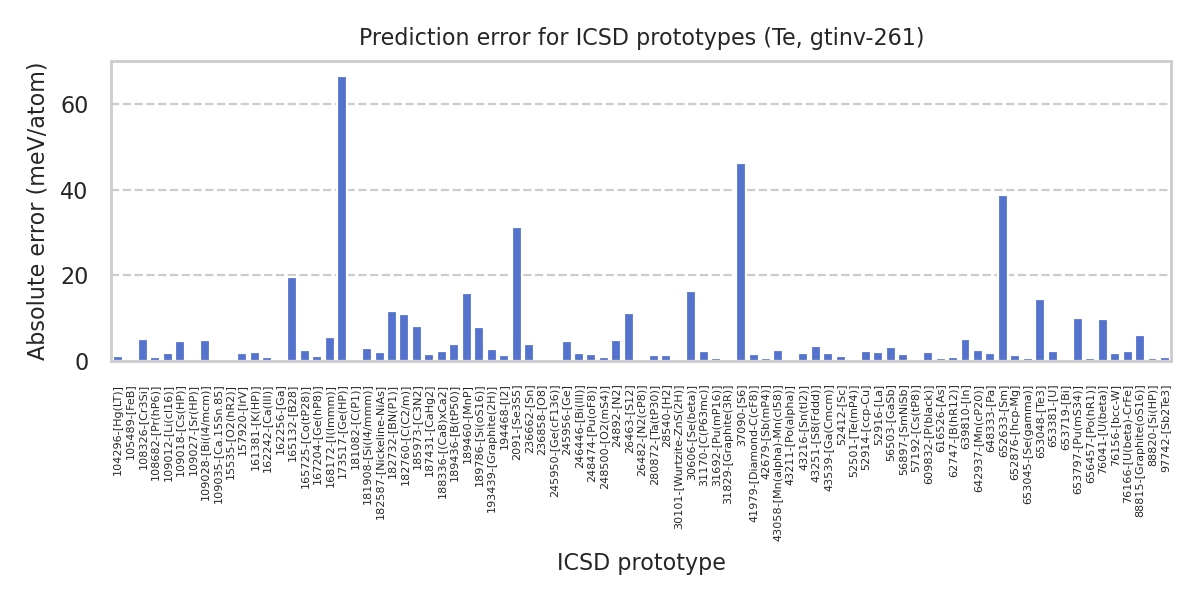 Prediction error for ICSD prototypes (Te, gtinv-261)
Absolute error (meV/atom)
60
40
20
0
104296-[Hg(LT)]
105489-[FeB]
108326-[Cr3Si]
108682-[Pr(hP6)]
109012-[Li(cI16)]
109018-[Cs(HP)]
109027-[Sr(HP)]
109028-[Bi(I4/mcm)]
109035-[Ca.15Sn.85]
15535-[O2(hR2)]
157920-[IrV]
161381-[K(HP)]
162242-[Ca(III)]
162256-[Ga]
165132-[B28]
165725-[Co(tP28)]
167204-[Ge(hP8)]
168172-[I(Immm)]
173517-[Ge(HP)]
181082-[C(P1)]
181908-[Si(I4/mmm)]
182587-[Nickeline-NiAs]
182732-[BN(P1)]
182760-[C(C2/m)]
185973-[C3N2]
187431-[CaHg2]
188336-[(Ca8)xCa2]
189436-[B(tP50)]
189460-[MnP]
189786-[Si(oS16)]
193439-[Graphite(2H)]
194468-[I2]
2091-[Se3S5]
236662-[Sn]
236858-[O8]
245950-[Ge(cF136)]
245956-[Ge]
246446-[Bi(III)]
248474-[Pu(oF8)]
248500-[O2(mS4)]
24892-[N2]
26463-[S12]
26482-[N2(cP8)]
280872-[Ta(tP30)]
28540-[H2]
30101-[Wurtzite-ZnS(2H)]
30606-[Se(beta)]
31170-[C(P63mc)]
31692-[Pu(mP16)]
31829-[Graphite(3R)]
37090-[S6]
41979-[Diamond-C(cF8)]
42679-[Sb(mP4)]
43058-[Mn(alpha)-Mn(cI58)]
43211-[Po(alpha)]
43216-[Sn(tI2)]
43251-[S8(Fddd)]
43539-[Ga(Cmcm)]
52412-[Sc]
52501-[Te(mP4)]
52914-[ccp-Cu]
52916-[La]
56503-[GaSb]
56897-[SmNiSb]
57192-[Cs(tP8)]
609832-[P(black)]
616526-[As]
62747-[B(hR12)]
639810-[In]
642937-[Mn(cP20)]
648333-[Pa]
652633-[Sm]
652876-[hcp-Mg]
653045-[Se(gamma)]
653048-[Te3]
653381-[U]
653719-[Bi]
653797-[Pu(mS34)]
656457-[Po(hR1)]
76041-[U(beta)]
76156-[bcc-W]
76166-[U(beta)-CrFe]
88815-[Graphite(oS16)]
88820-[Si(HP)]
97742-[Sb2Te3]
ICSD prototype